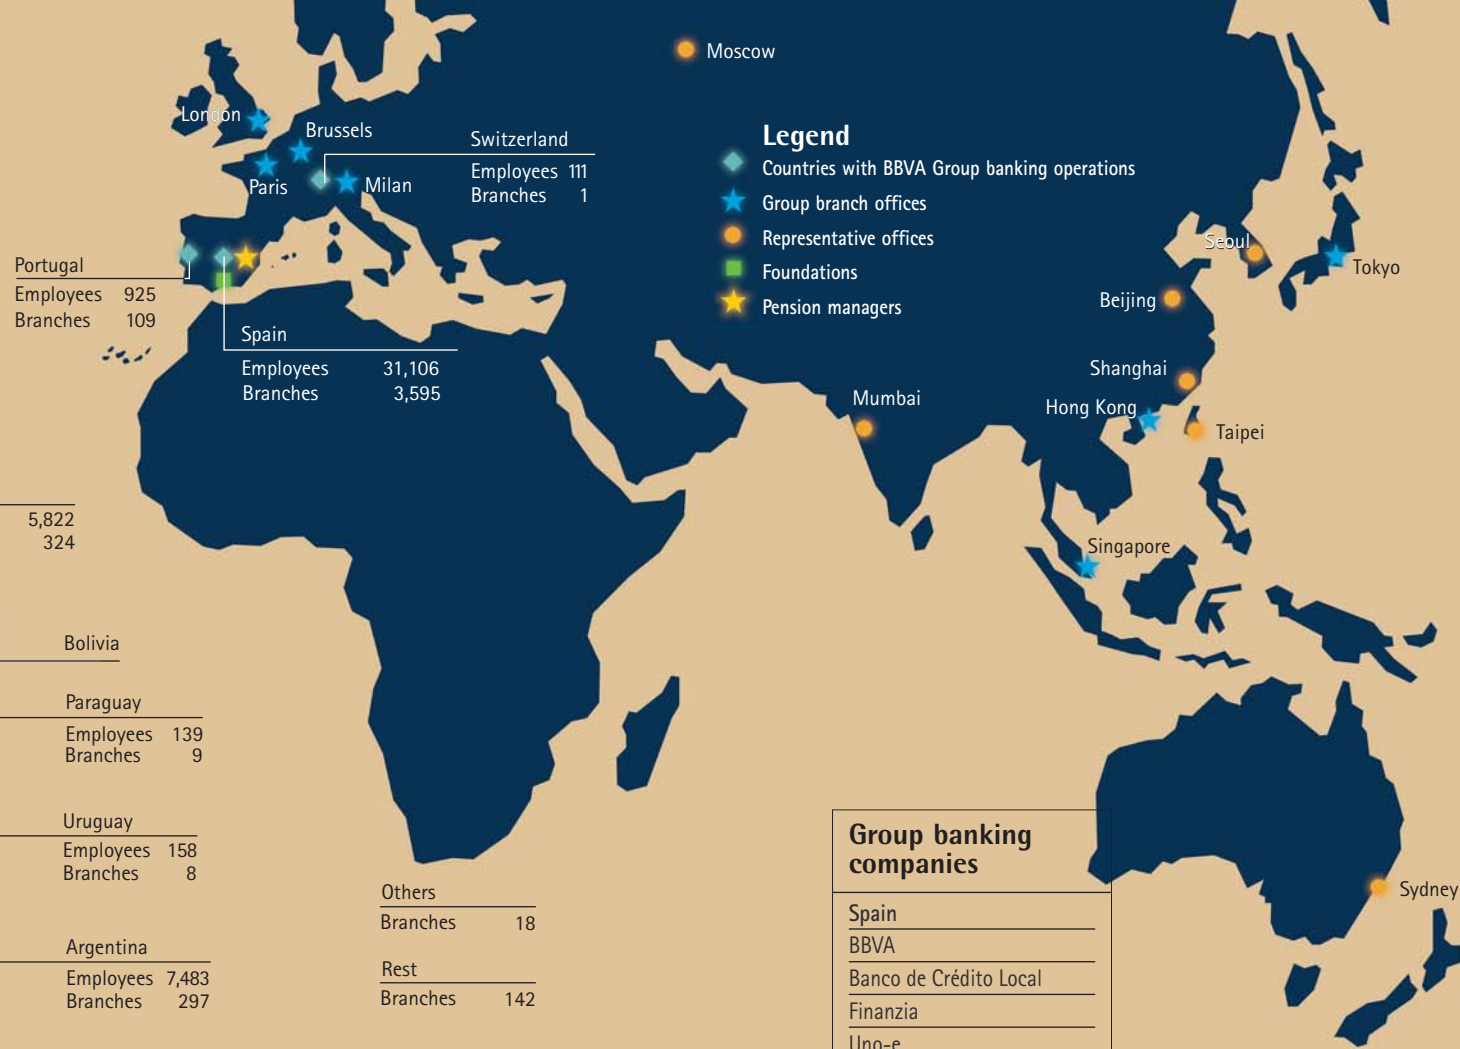 Moscow
London
Brussels
Paris
Milan
Switzerland
Employees 111
Branches 1
Legend
Countries with BBVA Group banking operations
Group branch offices
Representative offices
Foundations
Pension managers
Seoul
Tokyo
Beijing
Shanghai
Hong Kong
Taipei
Mumbai
Singapore
Portugal
Employees 925
Branches 109
Spain
Employees 31,106
Branches 3,595
5,822
324
Bolivia
Paraguay
Employees 139
Branches 9
Uruguay
Employees 158
Branches 8
Argentina
Employees 7,483
Branches 297
Others
Branches 18
Rest
Branches 142
Group banking
companies
Spain
BBVA
Banco de Crédito Local
Finanzia
Uno-e
Sydney